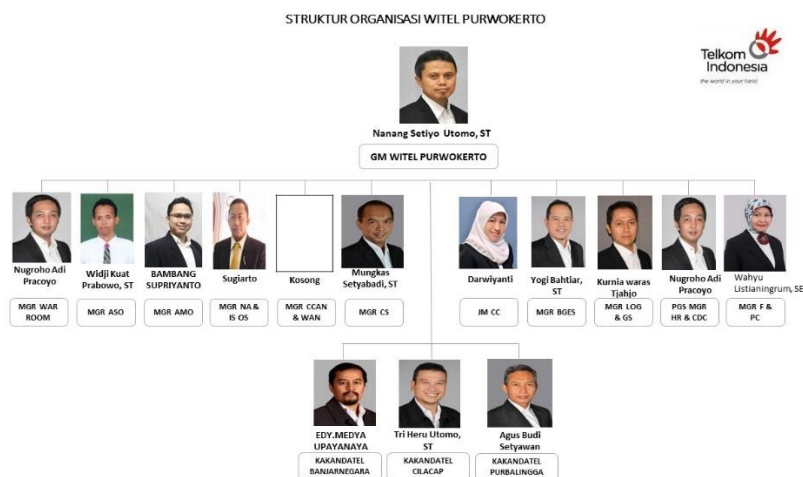 STRUKTUR ORGANISASI WITEL PURWOKERTO
Telkom
Indonesia
the world in your hand
Nanang Setiyo Utomo, ST
GM WITEL PURWOKERTO
Nugroho Adi
Pracoyo
MGR WAR
ROOM
Widji Kuat
Prabowo, ST
MGR ASO
BAMBANG
SUPRIYANTO
MGR AMO
Sugiarto
MGR NA &
IS OS
Kosong
MGR CCAN
& WAN
Mungkas
Setyabadi, ST
MGR CS
Darwiyanti
JM CC
Yogi Bahtiar,
ST
MGR BGES
Kurnia waras
Tjahjo
MGR LOG
& GS
Nugroho Adi
Pracoyo
PGS MGR
HR & CDC
Wahyu
Listianingrum, SE
MGR F &
PC
EDY.MEDYA
UPAYANAYA
KAKANDATEL
BANJARNEGARA
Tri Heru Utomo,
ST
KAKANDATEL
CILACAP
Agus Budi
Setyawan
KAKANDATEL
PURBALINGGA